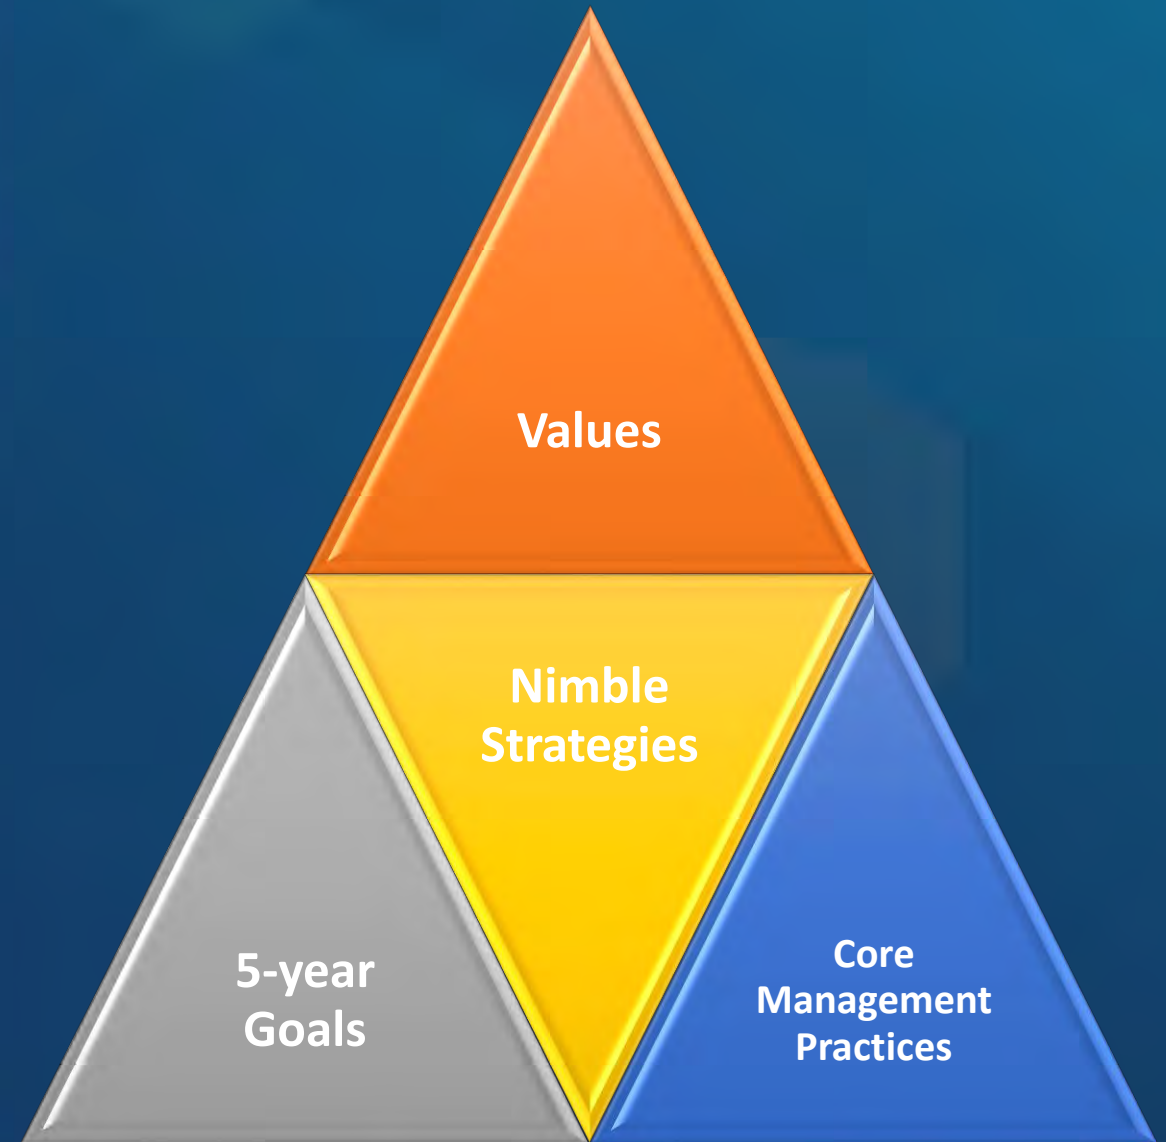 Values
Nimble
Strategies
5-year
Goals
Core
Management
Practices